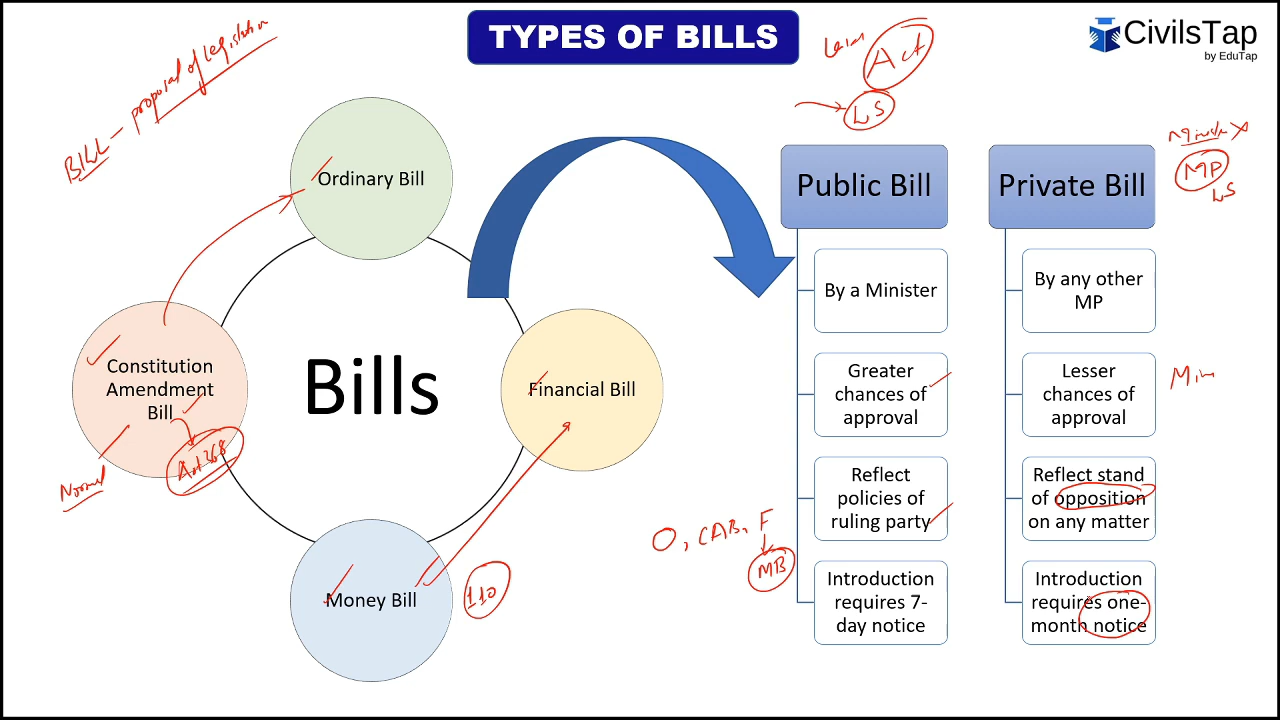 TYPES OF BILLS
CivilsTap
by EduTap
BILL - proposal of legislation
Act
LS
MP
LS
Ordinary Bill
Constitution
Amendment
Bill
Art 368
Normal
Bills
Financial Bill
Money Bill
110
O, CAB, F
MB
Public Bill
By a Minister
Greater
chances of
approval
Reflect
policies of
ruling party
Introduction
requires 7-
day notice
Private Bill
By any other
MP
Lesser
chances of
approval
Min
Reflect stand
of opposition
on any matter
Introduction
requires one-
month notice